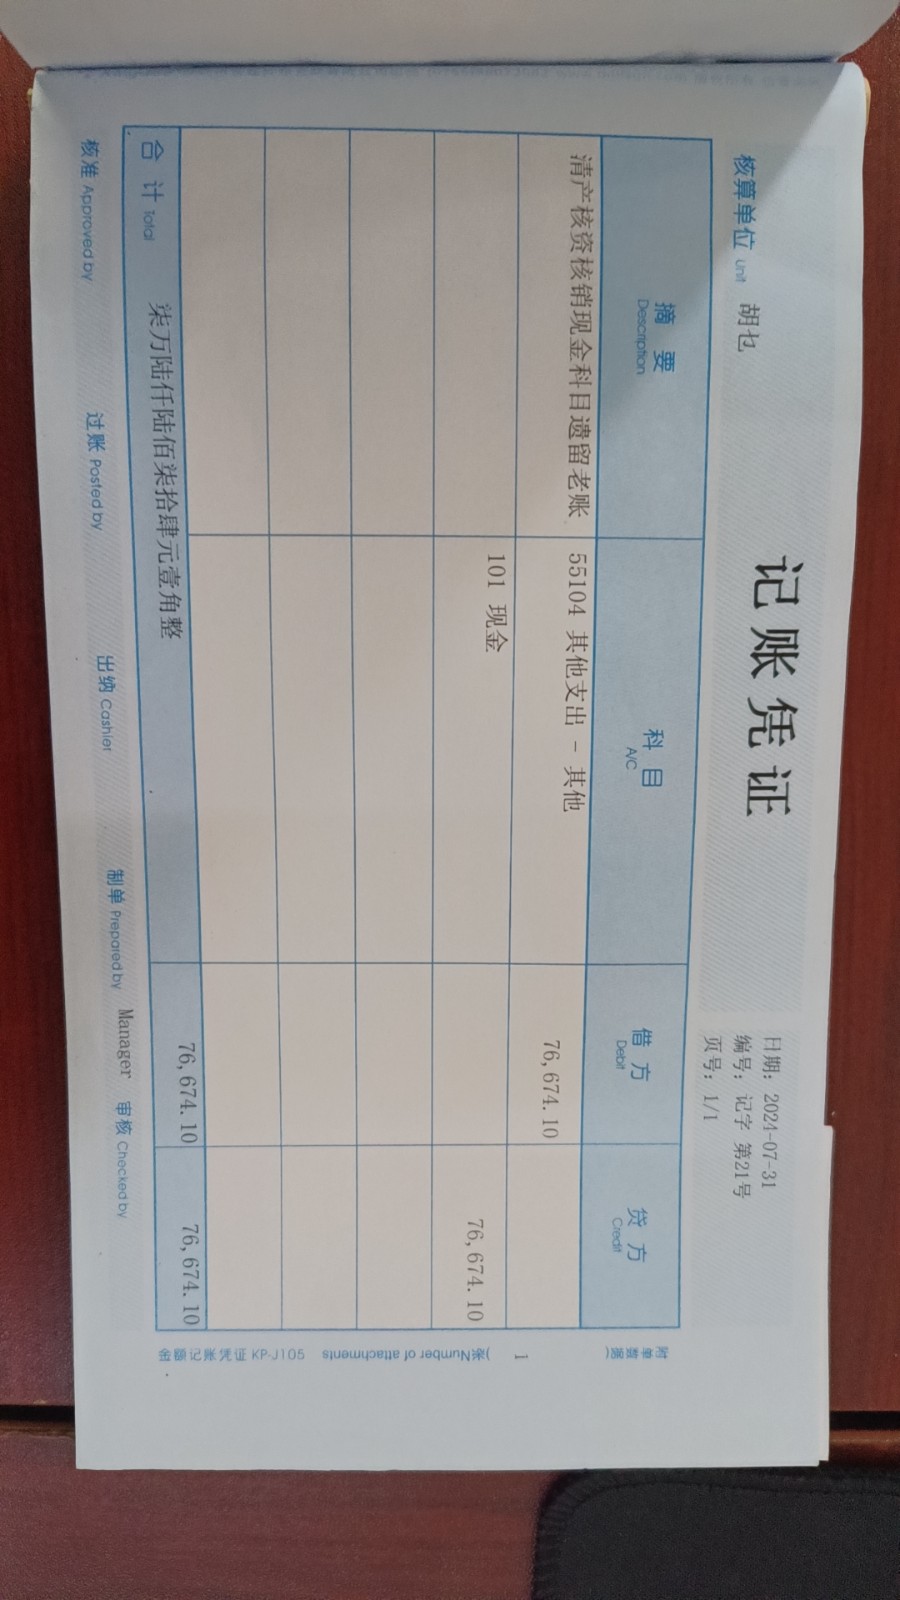 记账凭证
日期：2024-07-31
编号：记字 第21号
核算单位 Unit 胡乜
页号：1/1
摘要 Description 科目 A/C 借方 Debit 贷方 Credit
清产核资核销现金科目遗留老账 55104 其他支出 - 其他 76,674.10
101 现金 76,674.10
合计 Total 柒万陆仟陆佰柒拾肆元壹角整 76,674.10 76,674.10
核准 Approved by 过账 Posted by 出纳 Cashier 制单 Prepared by Manager 审核 Checked by
附单数据( 1 )张Number of attachments
记账凭证 KP-J105